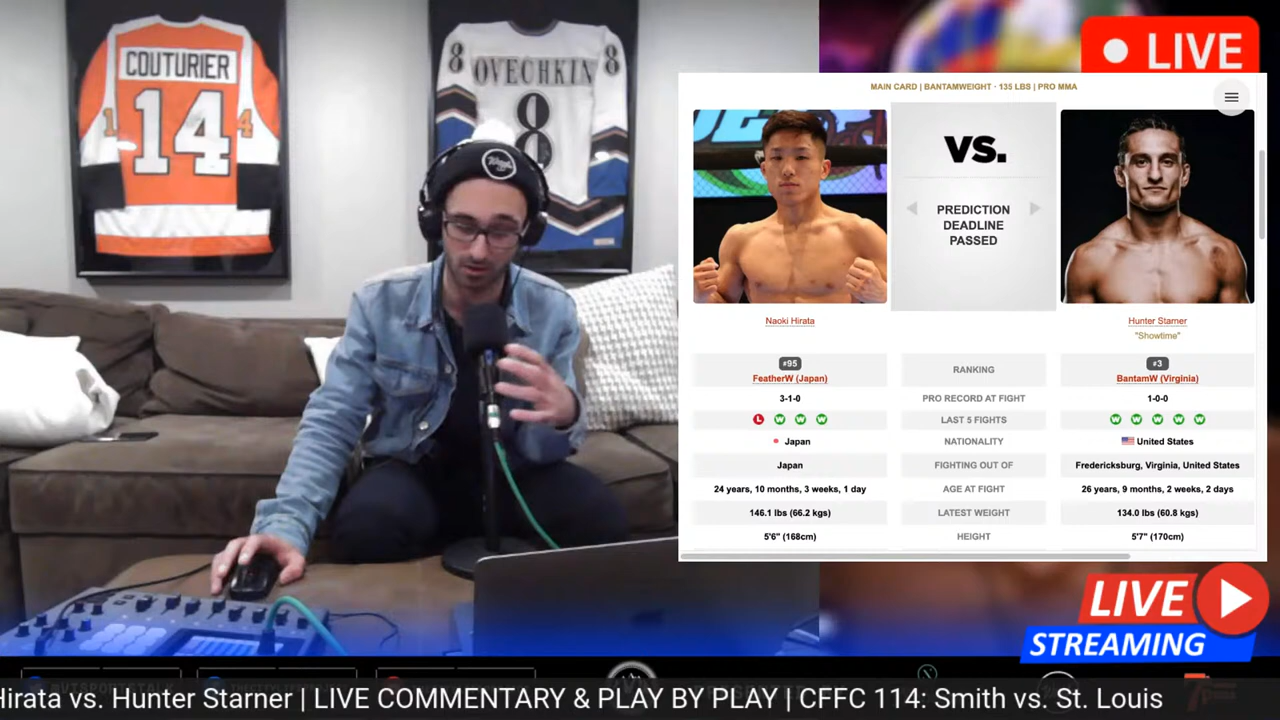 COUTURIER
14
1
4
OVECHKIN
8
8
8
LIVE
MAIN CARD | BANTAMWEIGHT · 135 LBS | PRO MMA
VS.
PREDICTION
DEADLINE
PASSED
Naoki Hirata
Hunter Starner
"Showtime"
#95 RANKING #3
FeatherW (Japan) BantamW (Virginia)
3-1-0 PRO RECORD AT FIGHT 1-0-0
L W W W LAST 5 FIGHTS W W W W W
Japan NATIONALITY United States
Japan FIGHTING OUT OF Fredericksburg, Virginia, United States
24 years, 10 months, 3 weeks, 1 day AGE AT FIGHT 26 years, 9 months, 2 weeks, 2 days
146.1 lbs (66.2 kgs) LATEST WEIGHT 134.0 lbs (60.8 kgs)
5'6" (168cm) HEIGHT 5'7" (170cm)
LIVE
STREAMING
Hirata vs. Hunter Starner | LIVE COMMENTARY & PLAY BY PLAY | CFFC 114: Smith vs. St. Louis